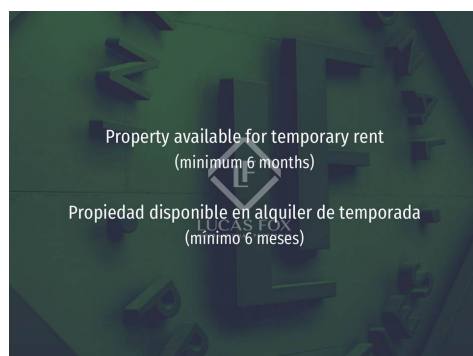 Property available for temporary rent
(minimum 6 months)
LF
Propiedad disponible en alquiler de temporada
LUCAS FOX
(mínimo 6 meses)